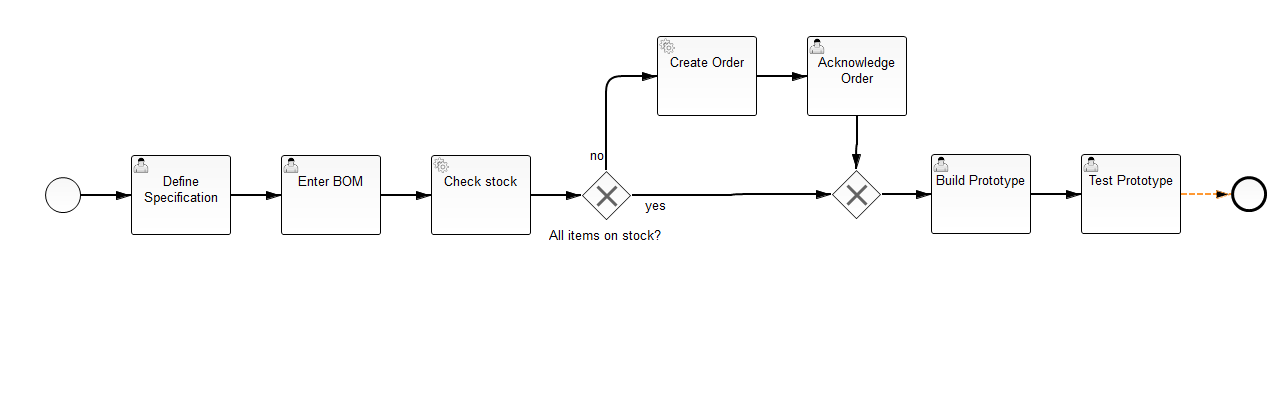 Create Order
Acknowledge
Order
no
Define
Specification
Enter BOM
Check stock
yes
All items on stock?
Build Prototype
Test Prototype